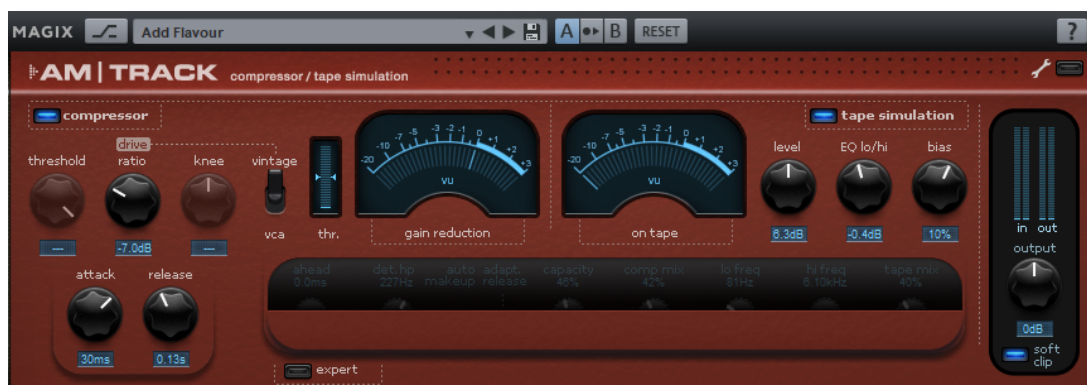 MAGIX Add Flavour A B RESET ?
AM|TRACK compressor / tape simulation
compressor
tape simulation
drive
threshold ratio knee vintage
level EQ lo/hi bias
-20 -10 -7 -5 -3 -2 -1 0 +1 +2 +3
vu
-20 -10 -7 -5 -3 -2 -1 0 +1 +2 +3
vu
--- -7.0dB --- vca thr. gain reduction on tape 6.3dB -0.4dB 10%
in out
output
attack release
ahead det.hp auto adapt. capacity comp mix lo freq hi freq tape mix
0.0ms 227Hz makeup release 46% 42% 81Hz 6.10kHz 40%
0dB
30ms 0.13s
soft
clip
expert